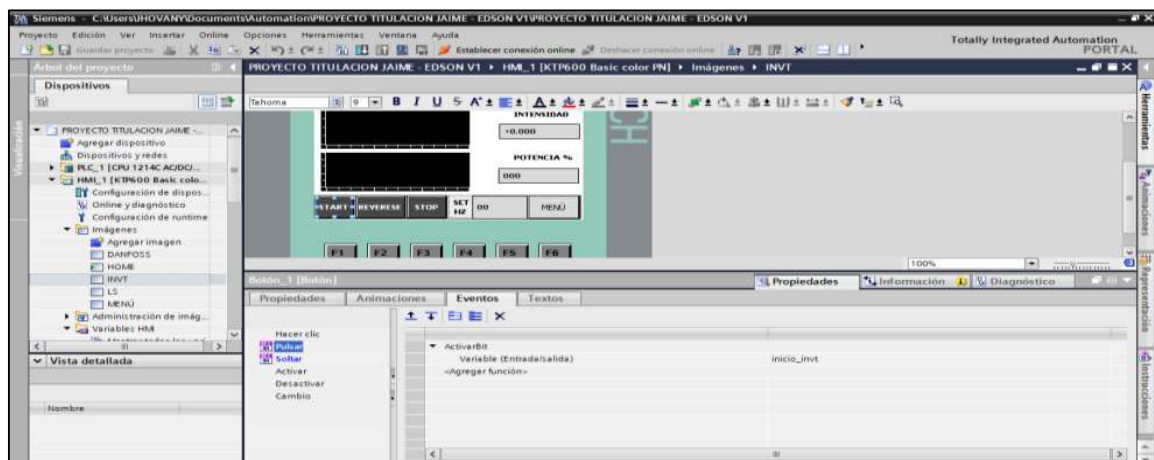 Siemens - C:\Users\JHOVANY\Documents\Automation\PROYECTO TITULACION JAIME - EDSON V1\PROYECTO TITULACION JAIME - EDSON V1
Proyecto Edición Ver Insertar Online Opciones Herramientas Ventana Ayuda
Guardar proyecto
Establecer conexión online
Deshacer conexión online
Totally Integrated Automation
PORTAL
Árbol del proyecto
PROYECTO TITULACION JAIME - EDSON V1 HMI_1 [KTP600 Basic color PN] Imágenes INVT
Dispositivos
Tahoma 9 B I U S
PROYECTO TITULACION JAIME -...
Agregar dispositivo
Dispositivos y redes
PLC_1 [CPU 1214C AC/DC/...
HMI_1 [KTP600 Basic colo...
Configuración de dispos...
Online y diagnóstico
Configuración de runtime
Imágenes
Agregar imagen
DANFOSS
HOME
INVT
LS
MENÚ
Administración de imág...
Variables HMI
Vista detallada
Nombre
Visualización
INTENSIDAD
+0,000
POTENCIA %
000
START REVERESE STOP SET HZ 00 MENÚ
F1 F2 F3 F4 F5 F6
CH
100%
Botón_1 [Botón]
Propiedades Información Diagnóstico
Propiedades Animaciones Eventos Textos
Hacer clic
Pulsar
Soltar
Activar
Desactivar
Cambio
ActivarBit
Variable (Entrada/salida) inicio_invt
<Agregar función>
Herramientas
Animaciones
Representación
Instrucciones